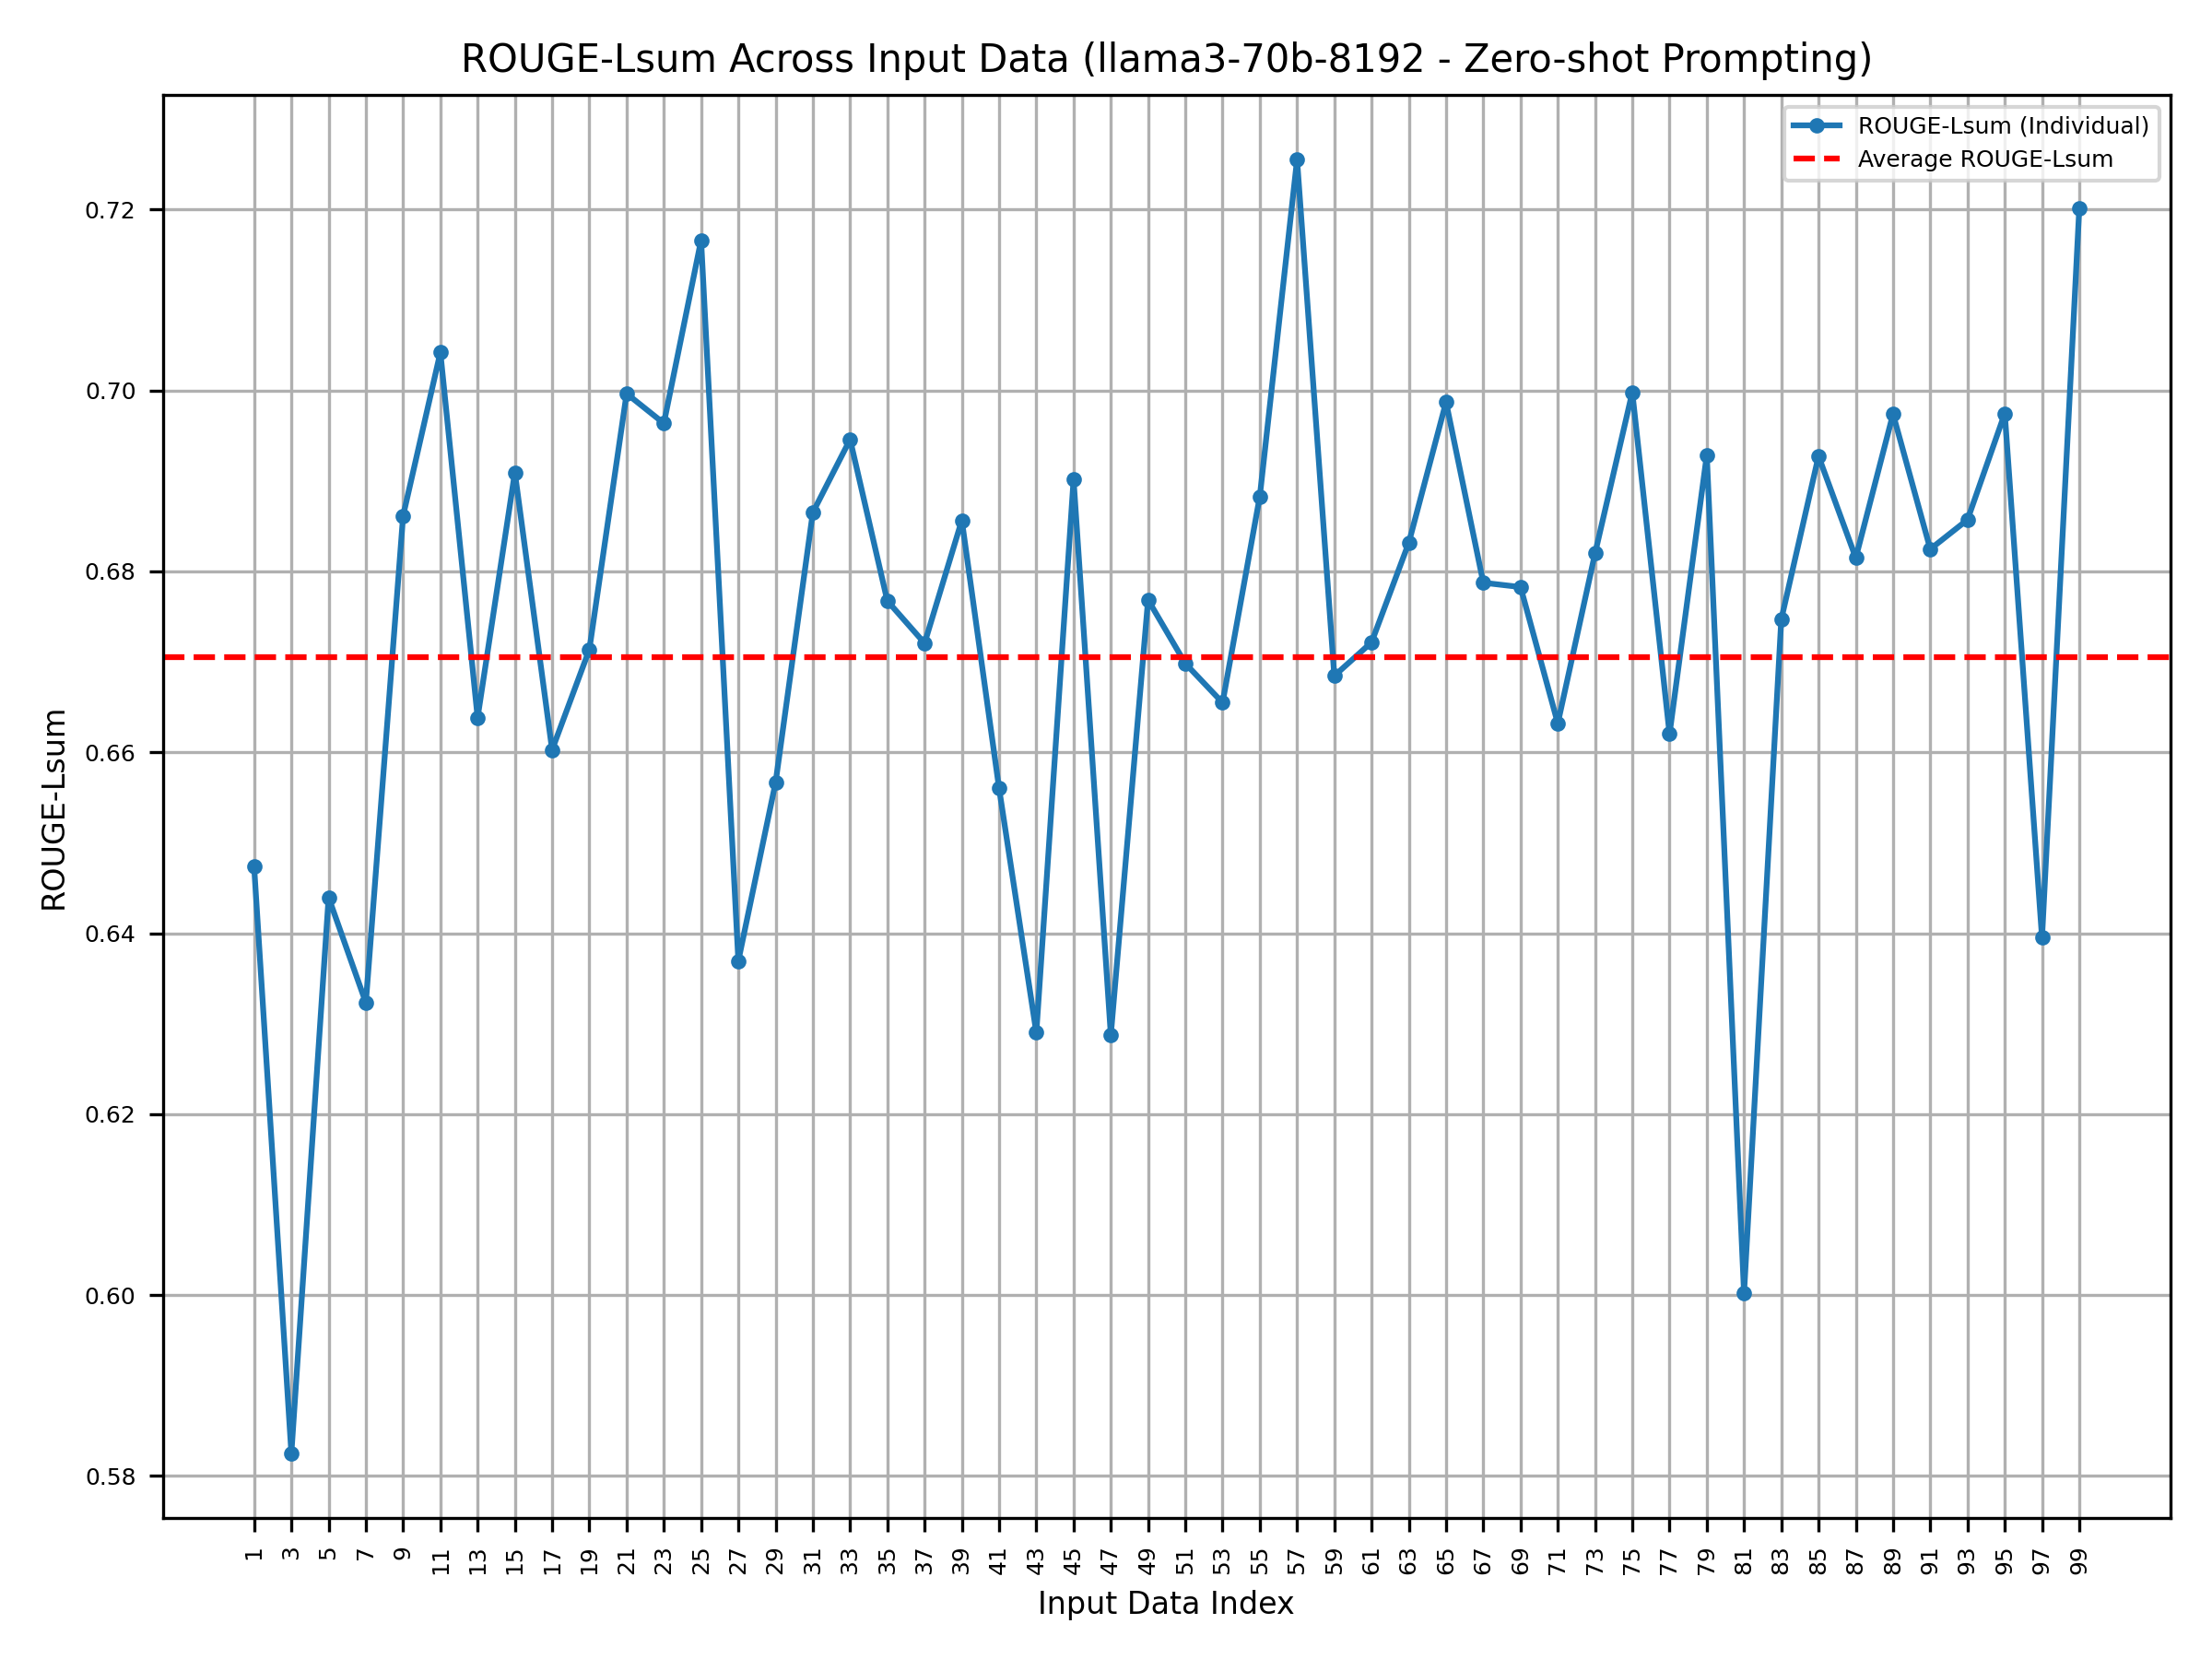 ROUGE-Lsum Across Input Data (llama3-70b-8192 - Zero-shot Prompting)
ROUGE-Lsum (Individual)
Average ROUGE-Lsum
0.72
0.70
0.68
0.66
0.64
0.62
0.60
0.58
ROUGE-Lsum
1 3 5 7 9 11 13 15 17 19 21 23 25 27 29 31 33 35 37 39 41 43 45 47 49 51 53 55 57 59 61 63 65 67 69 71 73 75 77 79 81 83 85 87 89 91 93 95 97 99
Input Data Index